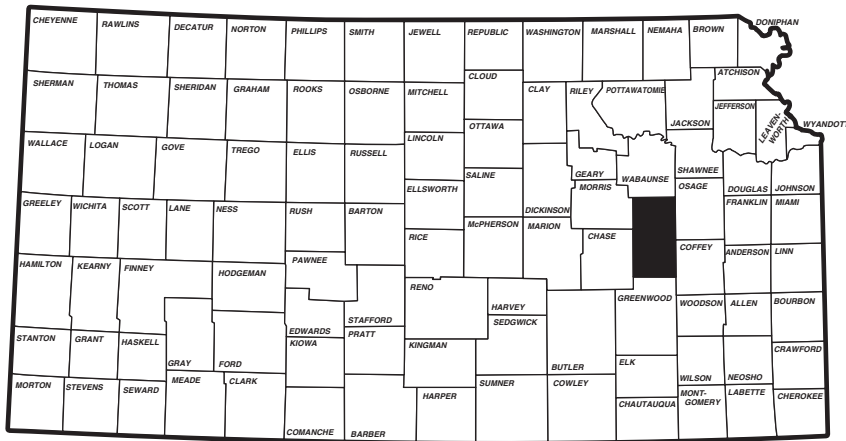 CHEYENNE
RAWLINS
DECATUR
NORTON
PHILLIPS
SMITH
JEWELL
REPUBLIC
WASHINGTON
MARSHALL
NEMAHA
BROWN
DONIPHAN
SHERMAN
THOMAS
SHERIDAN
GRAHAM
ROOKS
OSBORNE
MITCHELL
CLOUD
CLAY
RILEY
POTTAWATOMIE
JACKSON
ATCHISON
JEFFERSON
LEAVEN-
WORTH
WYANDOTT
WALLACE
LOGAN
GOVE
TREGO
ELLIS
RUSSELL
LINCOLN
OTTAWA
SALINE
DICKINSON
GEARY
MORRIS
WABAUNSE
SHAWNEE
OSAGE
DOUGLAS
JOHNSON
GREELEY
WICHITA
SCOTT
LANE
NESS
RUSH
BARTON
ELLSWORTH
RICE
McPHERSON
MARION
CHASE
COFFEY
FRANKLIN
MIAMI
ANDERSON
LINN
HAMILTON
KEARNY
FINNEY
HODGEMAN
PAWNEE
EDWARDS
STAFFORD
RENO
HARVEY
SEDGWICK
GREENWOOD
WOODSON
ALLEN
BOURBON
STANTON
GRANT
HASKELL
GRAY
FORD
KIOWA
PRATT
KINGMAN
BUTLER
ELK
WILSON
NEOSHO
CRAWFORD
MORTON
STEVENS
SEWARD
MEADE
CLARK
COMANCHE
BARBER
HARPER
SUMNER
COWLEY
CHAUTAUQUA
MONT-
GOMERY
LABETTE
CHEROKEE